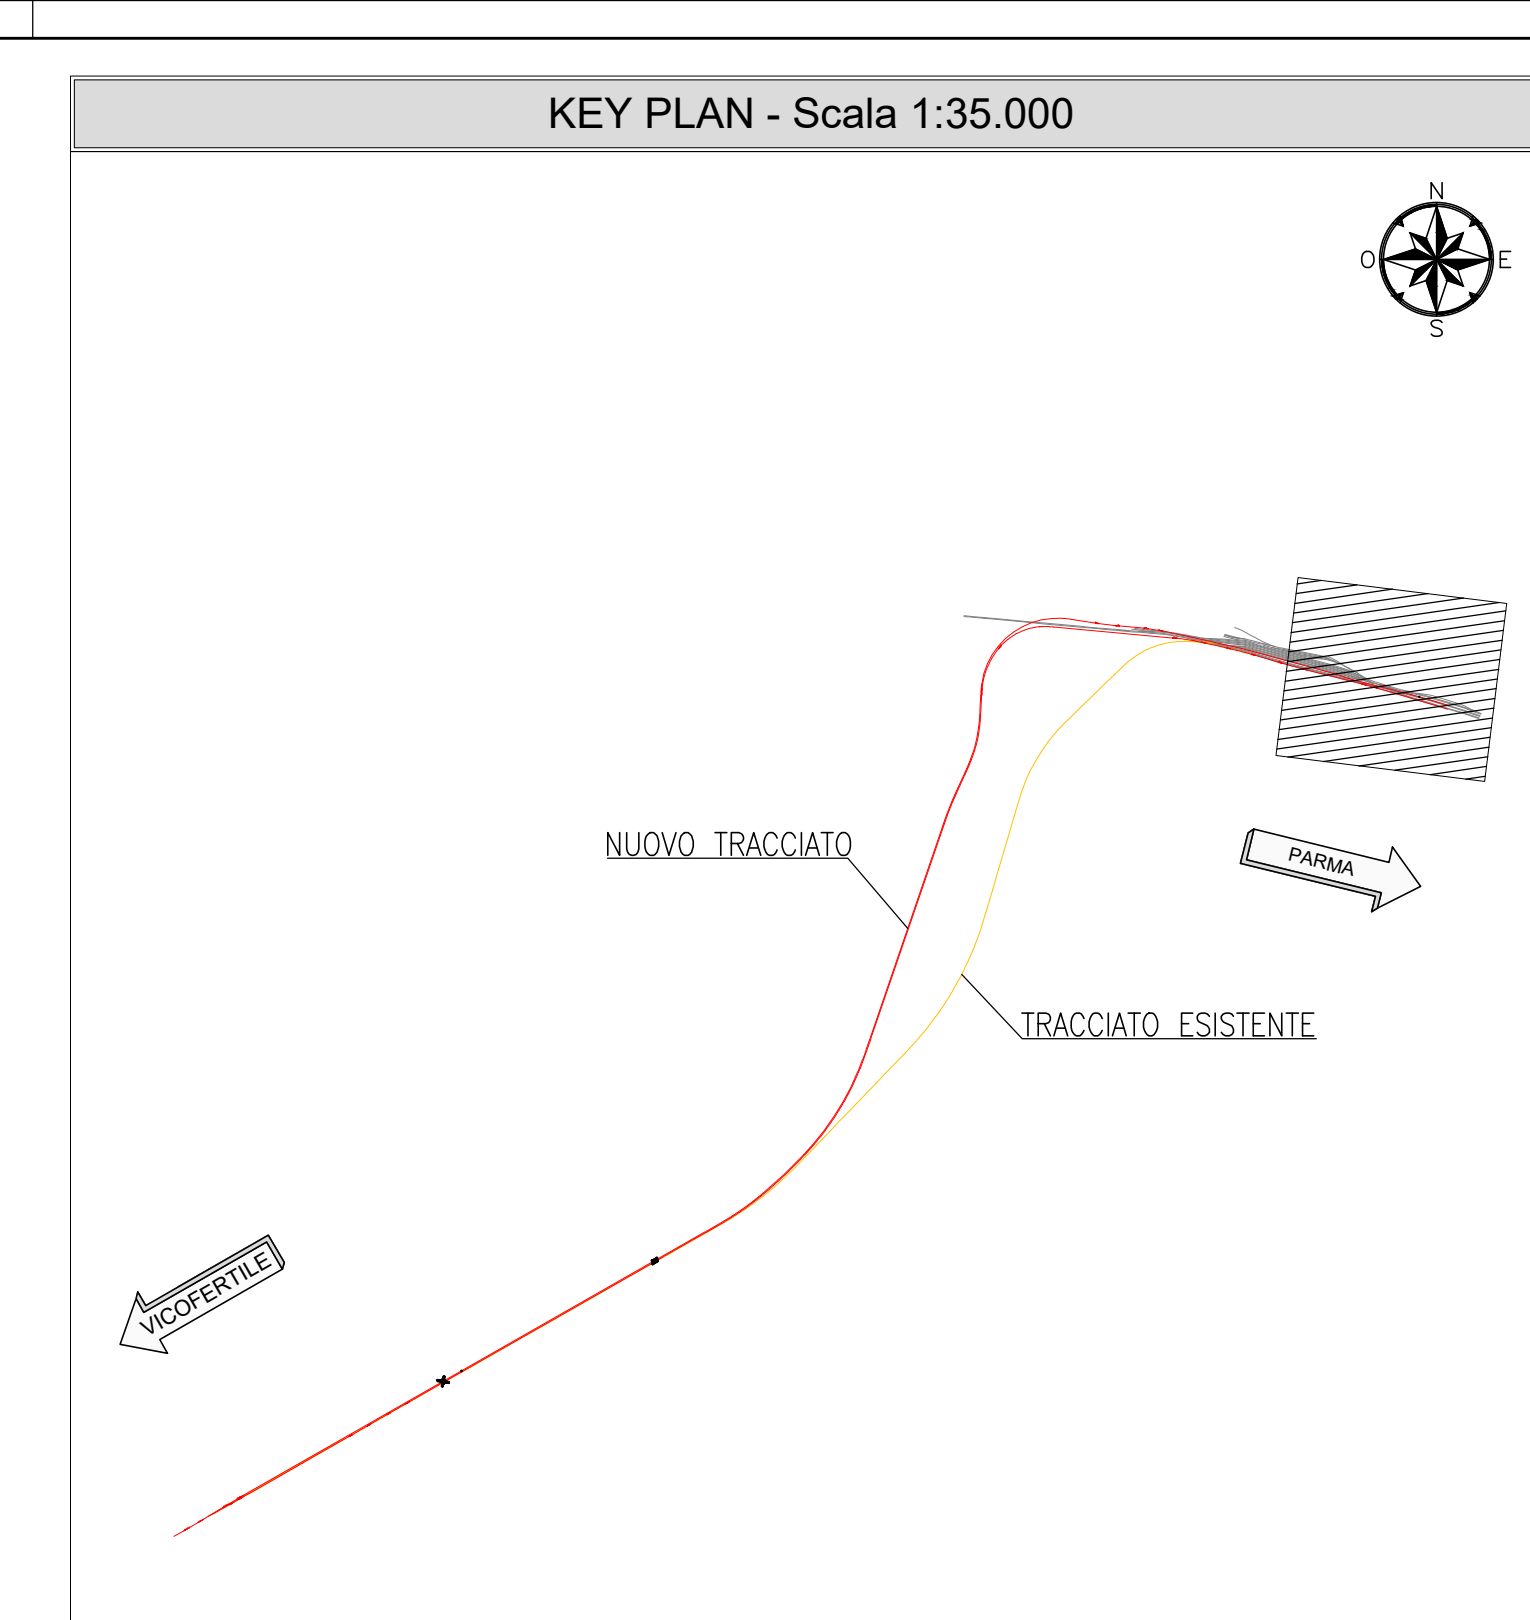 KEY PLAN - Scala 1:35.000
N
O
E
S
NUOVO TRACCIATO
PARMA
TRACCIATO ESISTENTE
VICOFERTILE